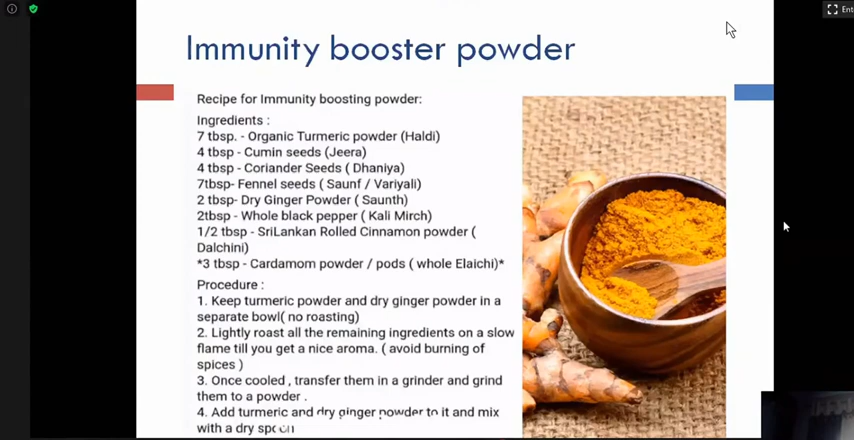 Ent
Immunity booster powder
Recipe for Immunity boosting powder:
Ingredients :
7 tbsp. - Organic Turmeric powder (Haldi)
4 tbsp - Cumin seeds (Jeera)
4 tbsp - Coriander Seeds ( Dhaniya)
7tbsp- Fennel seeds ( Saunf / Variyali)
2 tbsp- Dry Ginger Powder ( Saunth)
2tbsp - Whole black pepper ( Kali Mirch)
1/2 tbsp - SriLankan Rolled Cinnamon powder (
Dalchini)
*3 tbsp - Cardamom powder / pods ( whole Elaichi)*
Procedure :
1. Keep turmeric powder and dry ginger powder in a
separate bowl( no roasting)
2. Lightly roast all the remaining ingredients on a slow
flame till you get a nice aroma. ( avoid burning of
spices )
3. Once cooled , transfer them in a grinder and grind
them to a powder .
4. Add turmeric and dry ginger powder to it and mix
with a dry spoon